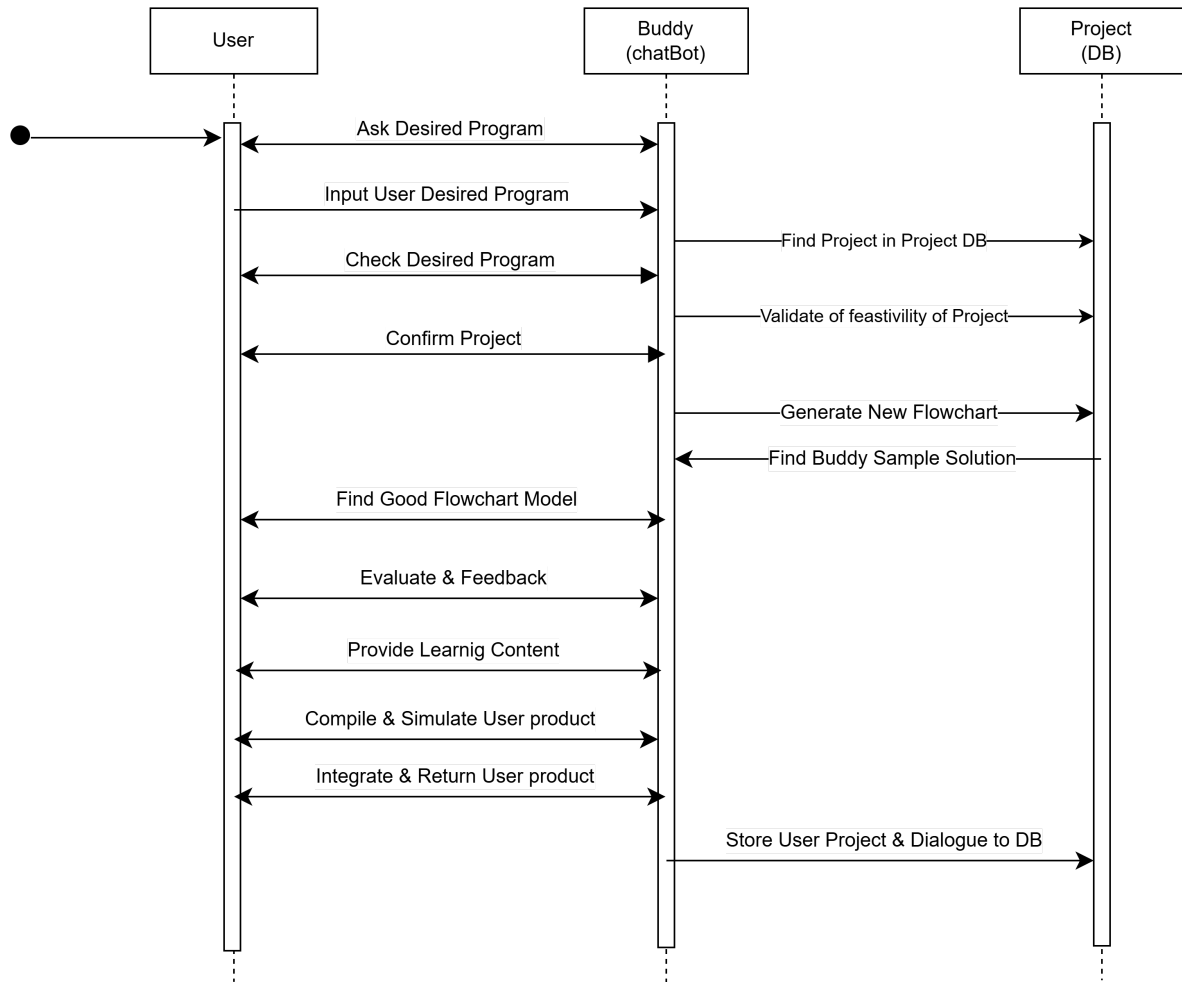 User
Buddy
(chatBot)
Project
(DB)
Ask Desired Program
Input User Desired Program
Find Project in Project DB
Check Desired Program
Validate of feastivility of Project
Confirm Project
Generate New Flowchart
Find Buddy Sample Solution
Find Good Flowchart Model
Evaluate & Feedback
Provide Learnig Content
Compile & Simulate User product
Integrate & Return User product
Store User Project & Dialogue to DB